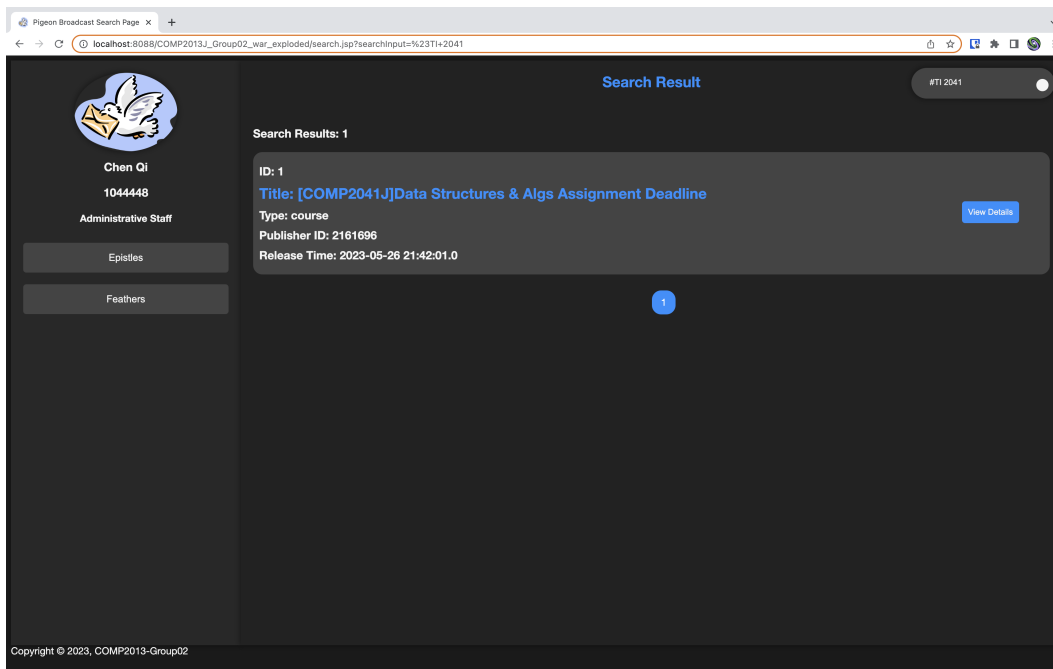 Pigeon Broadcast Search Page
localhost:8088/COMP2013J_Group02_war_exploded/search.jsp?searchInput=%23TI+2041
Search Result
#TI 2041
Chen Qi
1044448
Administrative Staff
Epistles
Feathers
Search Results: 1
ID: 1
Title: [COMP2041J]Data Structures & Algs Assignment Deadline
Type: course
Publisher ID: 2161696
Release Time: 2023-05-26 21:42:01.0
View Details
1
Copyright © 2023, COMP2013-Group02